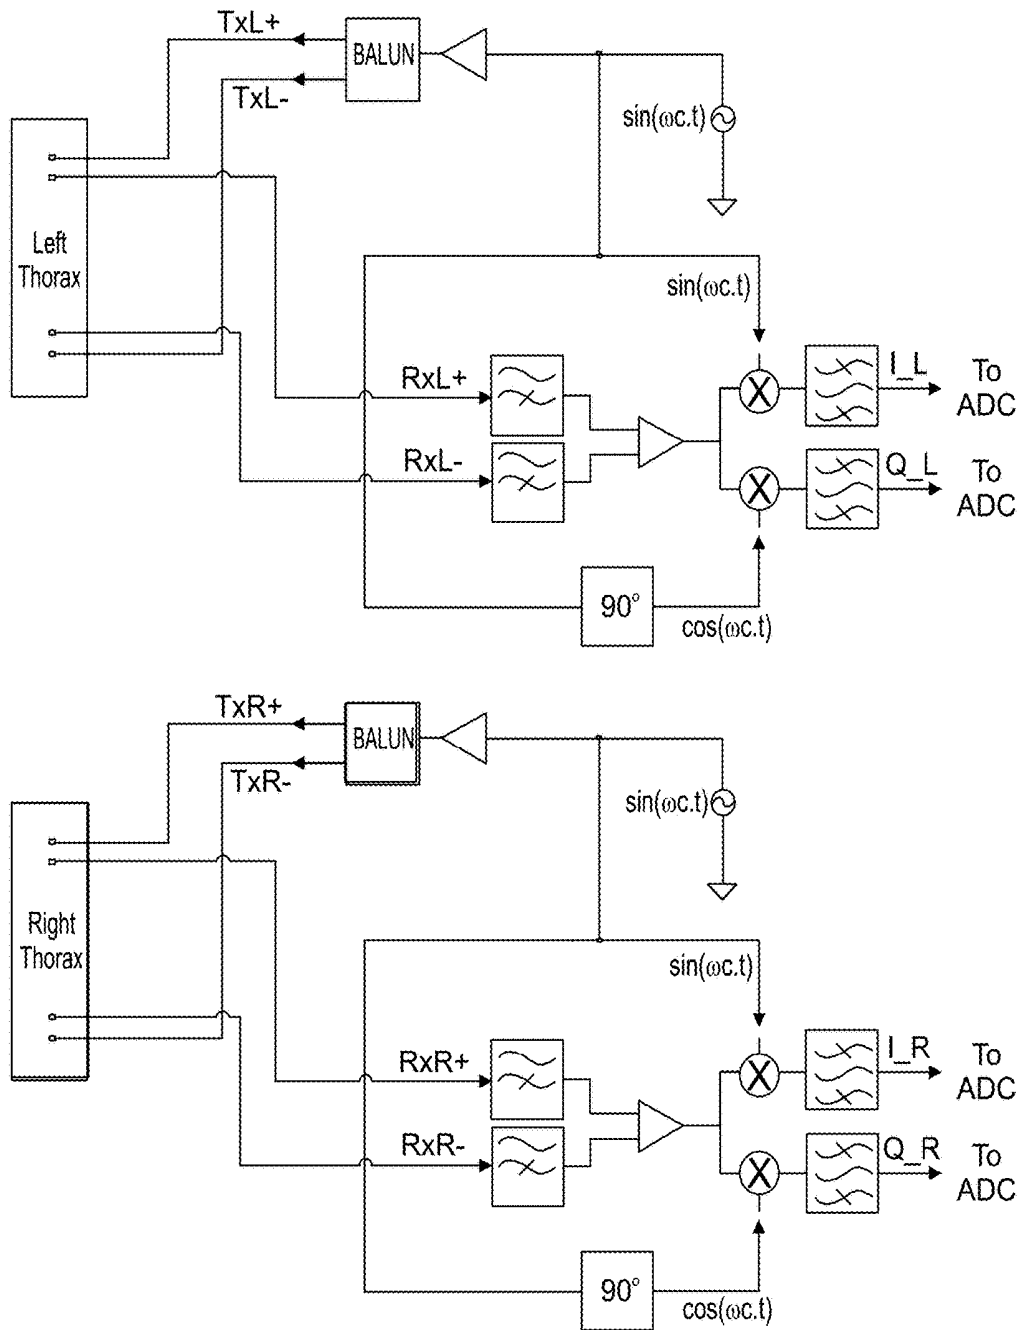 TxL+
BALUN
TxL-
sin(ωc.t)
Left
Thorax
sin(ωc.t)
I_L
To
ADC
RxL+
RxL-
X
Q_L
To
ADC
X
90°
cos(ωc.t)
TxR+
BALUN
TxR-
sin(ωc.t)
Right
Thorax
sin(ωc.t)
I_R
To
ADC
RxR+
X
RxR-
Q_R
To
ADC
X
90°
cos(ωc.t)